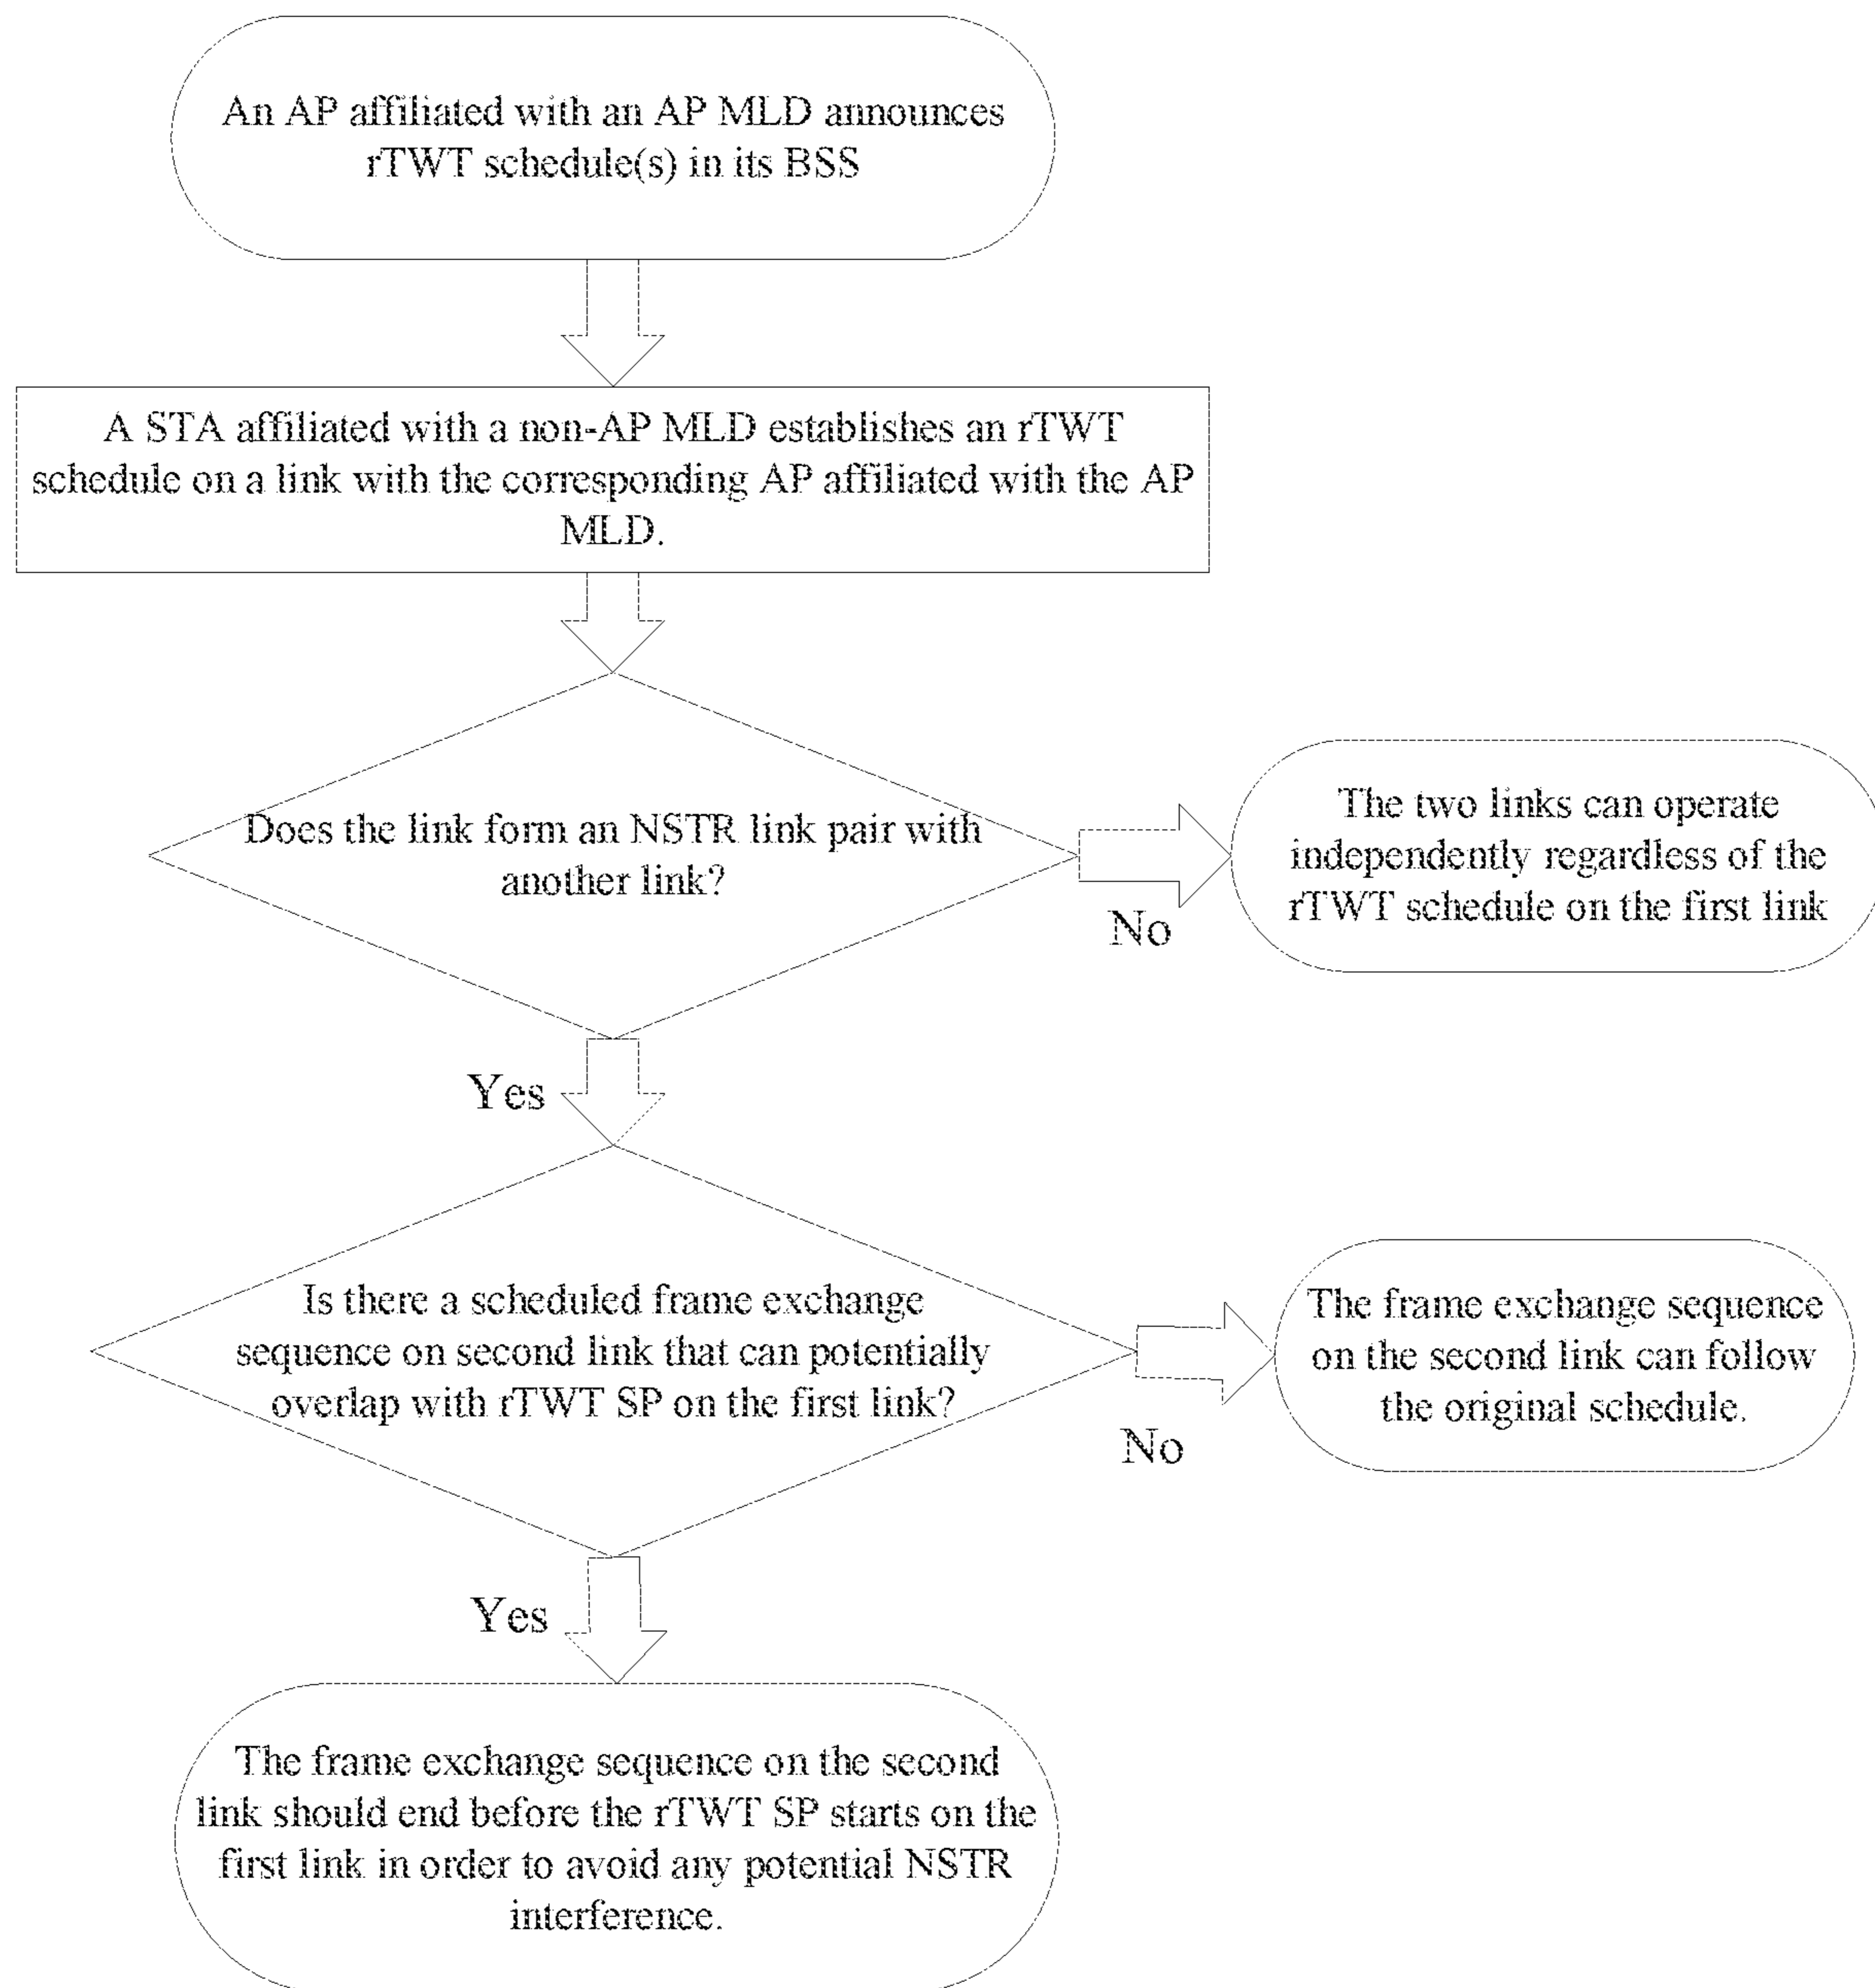 An AP affiliated with an AP MLD announces
rTWT schedule(s) in its BSS
A STA affiliated with a non-AP MLD establishes an rTWT
schedule on a link with the corresponding AP affiliated with the AP
MLD.
Does the link form an NSTR link pair with
another link?
No
The two links can operate
independently regardless of the
rTWT schedule on the first link
Yes
Is there a scheduled frame exchange
sequence on second link that can potentially
overlap with rTWT SP on the first link?
No
The frame exchange sequence
on the second link can follow
the original schedule.
Yes
The frame exchange sequence on the second
link should end before the rTWT SP starts on the
first link in order to avoid any potential NSTR
interference.